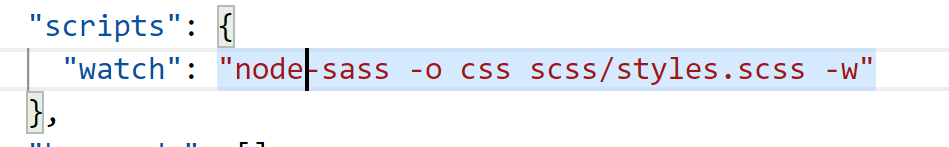 "scripts": {
"watch": "node-sass -o css scss/styles.scss -w"
},